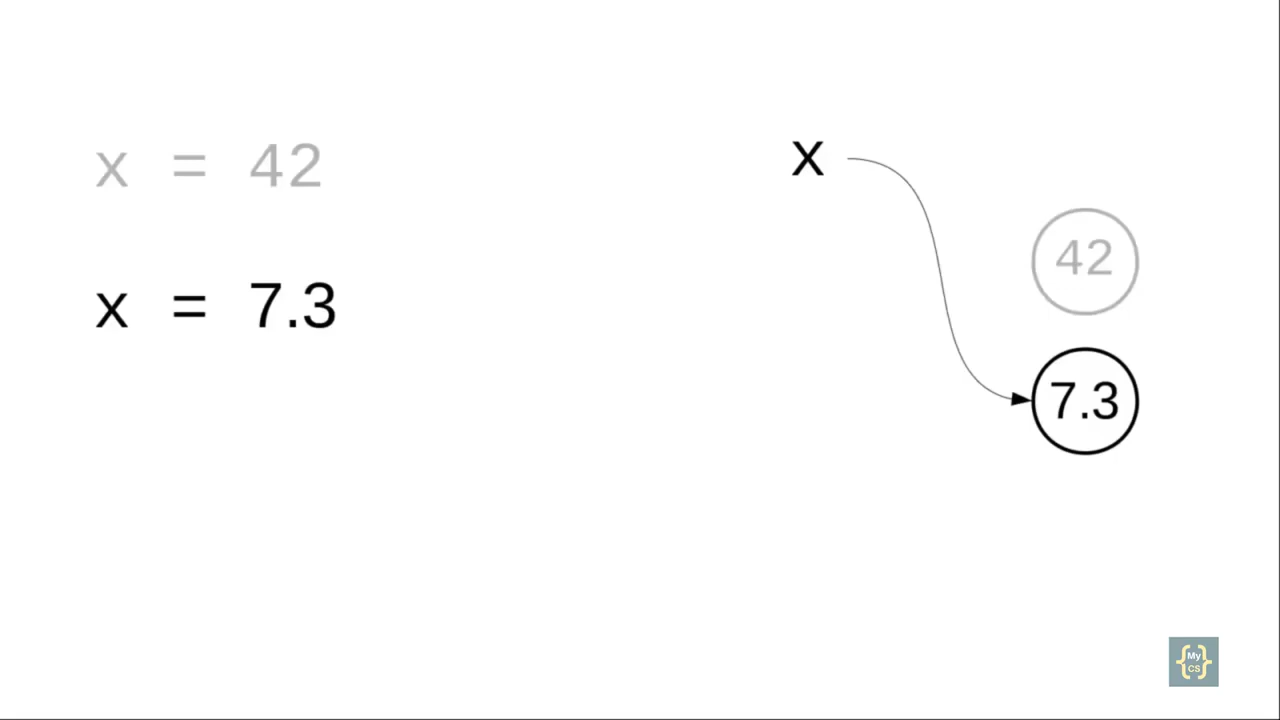 x = 42
x = 7.3
x
42
7.3
My
CS